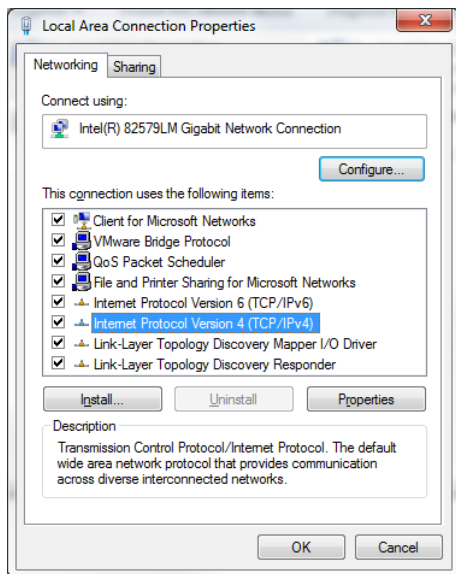 Local Area Connection Properties
Networking
Sharing
Connect using:
Intel(R) 82579LM Gigabit Network Connection
Configure...
This connection uses the following items:
Client for Microsoft Networks
VMware Bridge Protocol
QoS Packet Scheduler
File and Printer Sharing for Microsoft Networks
Internet Protocol Version 6 (TCP/IPv6)
Internet Protocol Version 4 (TCP/IPv4)
Link-Layer Topology Discovery Mapper I/O Driver
Link-Layer Topology Discovery Responder
Install...
Uninstall
Properties
Description
Transmission Control Protocol/Internet Protocol. The default
wide area network protocol that provides communication
across diverse interconnected networks.
OK
Cancel